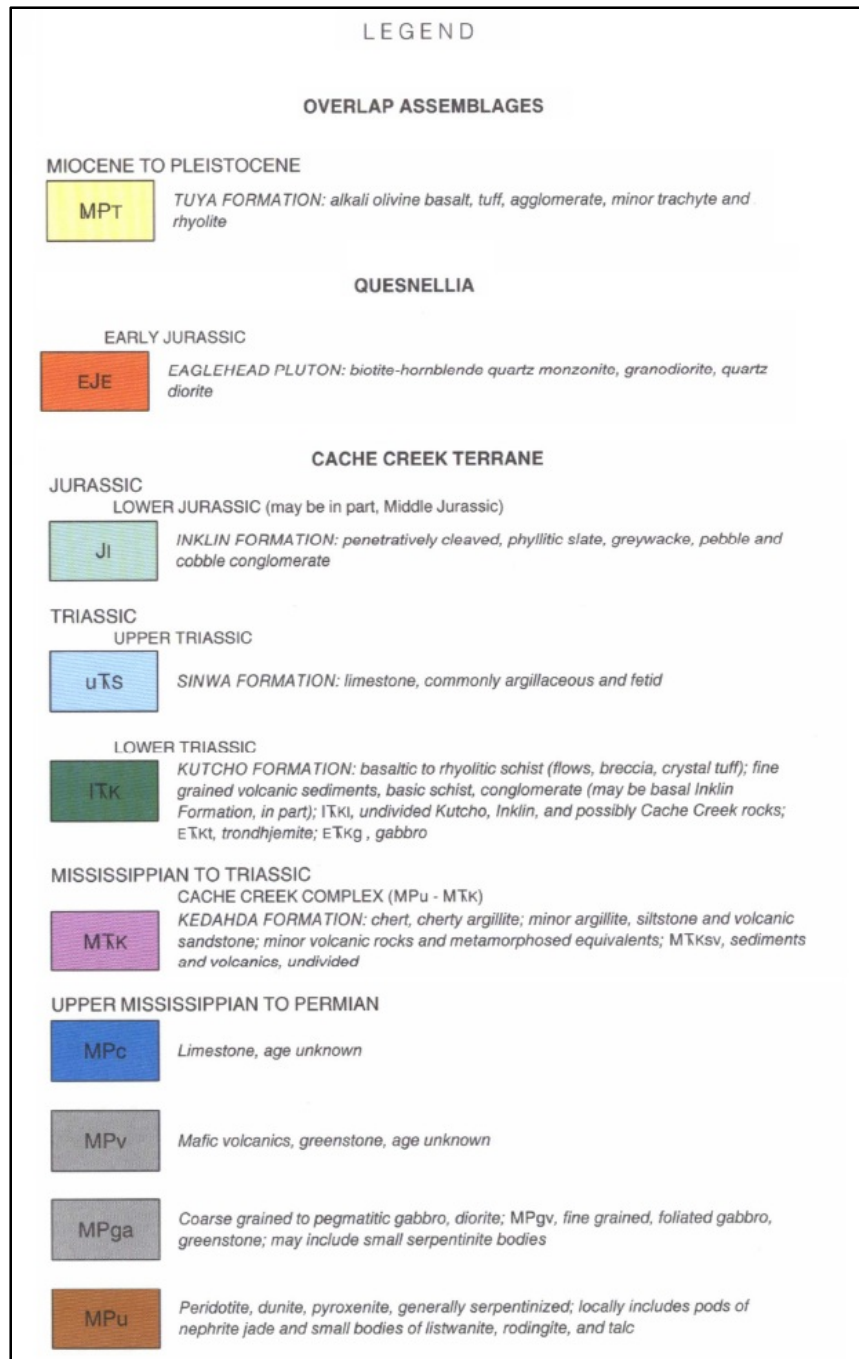 LEGEND
OVERLAP ASSEMBLAGES
MIOCENE TO PLEISTOCENE
MPT
TUYA FORMATION: alkali olivine basalt, tuff, agglomerate, minor trachyte and
rhyolite
QUESNELLIA
EARLY JURASSIC
EJE
EAGLEHEAD PLUTON: biotite-hornblende quartz monzonite, granodiorite, quartz
diorite
CACHE CREEK TERRANE
JURASSIC
LOWER JURASSIC (may be in part, Middle Jurassic)
JI
INKLIN FORMATION: penetratively cleaved, phyllitic slate, greywacke, pebble and
cobble conglomerate
TRIASSIC
UPPER TRIASSIC
uTꞦS
SINWA FORMATION: limestone, commonly argillaceous and fetid
LOWER TRIASSIC
lTꞦK
KUTCHO FORMATION: basaltic to rhyolitic schist (flows, breccia, crystal tuff); fine
grained volcanic sediments, basic schist, conglomerate (may be basal Inklin
Formation, in part); lTꞦKI, undivided Kutcho, Inklin, and possibly Cache Creek rocks;
ETꞦKt, trondhjemite; ETꞦKg , gabbro
MISSISSIPPIAN TO TRIASSIC
CACHE CREEK COMPLEX (MPu - MTꞦK)
MTꞦK
KEDAHDA FORMATION: chert, cherty argillite; minor argillite, siltstone and volcanic
sandstone; minor volcanic rocks and metamorphosed equivalents; MTꞦKsv, sediments
and volcanics, undivided
UPPER MISSISSIPPIAN TO PERMIAN
MPc
Limestone, age unknown
MPv
Mafic volcanics, greenstone, age unknown
MPga
Coarse grained to pegmatitic gabbro, diorite; MPgv, fine grained, foliated gabbro,
greenstone; may include small serpentinite bodies
MPu
Peridotite, dunite, pyroxenite, generally serpentinized; locally includes pods of
nephrite jade and small bodies of listwanite, rodingite, and talc